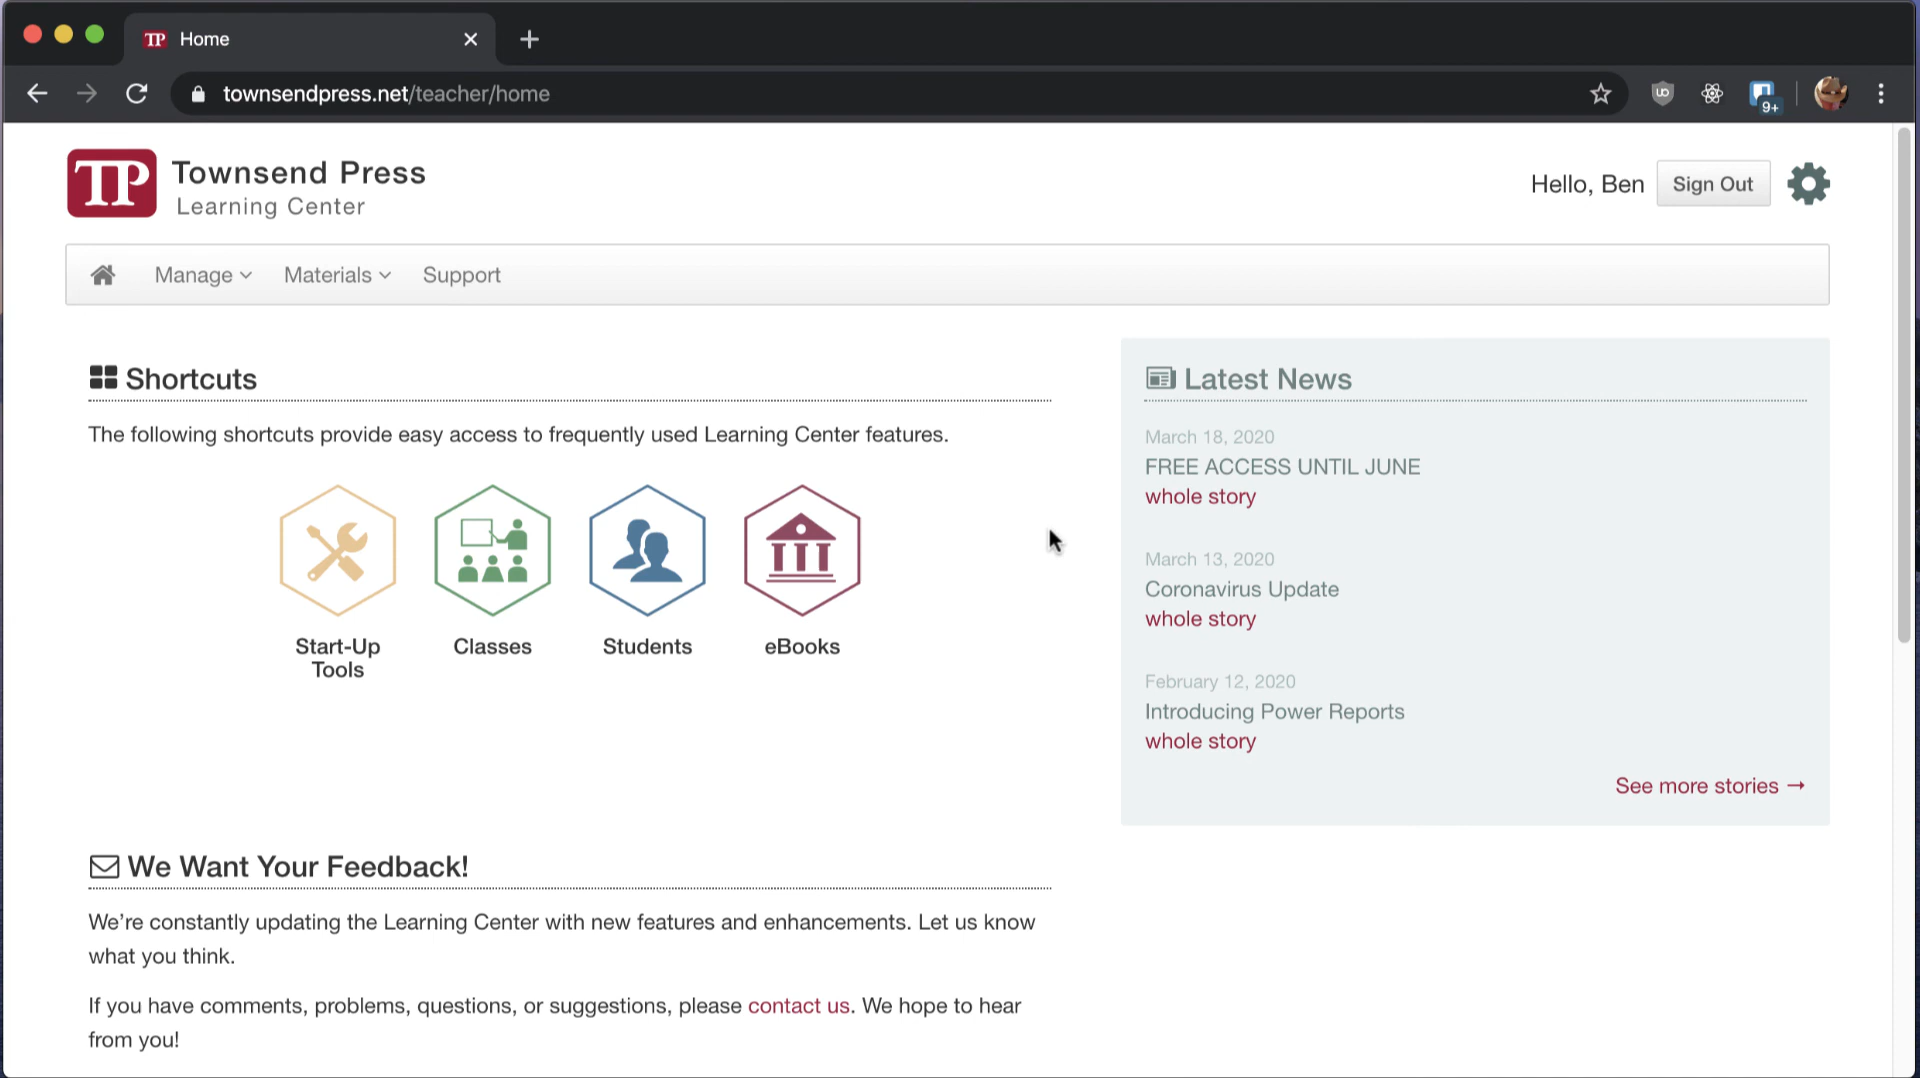 TP Home
townsendpress.net/teacher/home
9+
TP
Townsend Press
Learning Center
Hello, Ben
Sign Out
Manage
Materials
Support
Shortcuts
The following shortcuts provide easy access to frequently used Learning Center features.
Start-Up
Tools
Classes
Students
eBooks
Latest News
March 18, 2020
FREE ACCESS UNTIL JUNE
whole story
March 13, 2020
Coronavirus Update
whole story
February 12, 2020
Introducing Power Reports
whole story
See more stories →
We Want Your Feedback!
We’re constantly updating the Learning Center with new features and enhancements. Let us know
what you think.
If you have comments, problems, questions, or suggestions, please contact us. We hope to hear
from you!